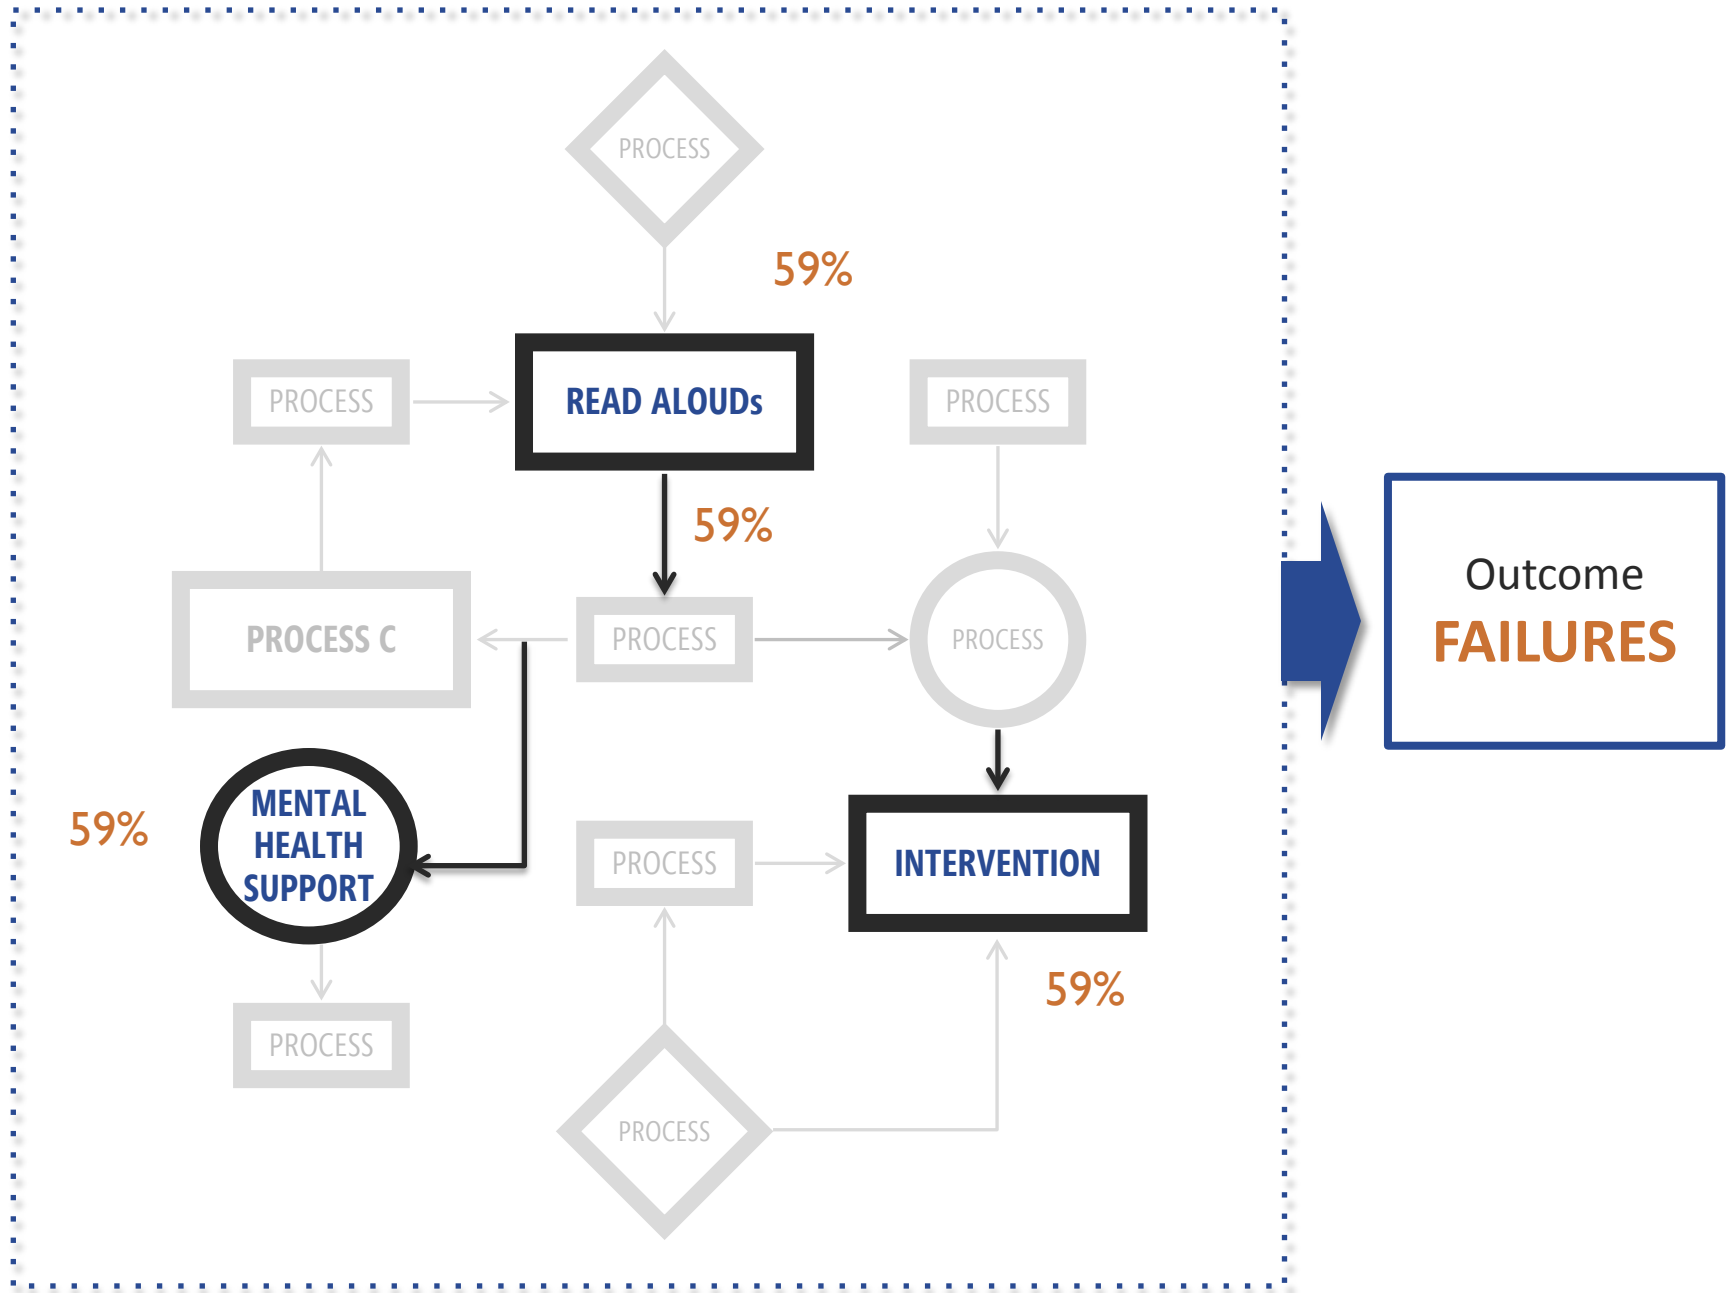 PROCESS
59%
PROCESS
READ ALOUDs
PROCESS
59%
PROCESS C
PROCESS
PROCESS
Outcome
FAILURES
59%
MENTAL
HEALTH
SUPPORT
PROCESS
INTERVENTION
59%
PROCESS
PROCESS